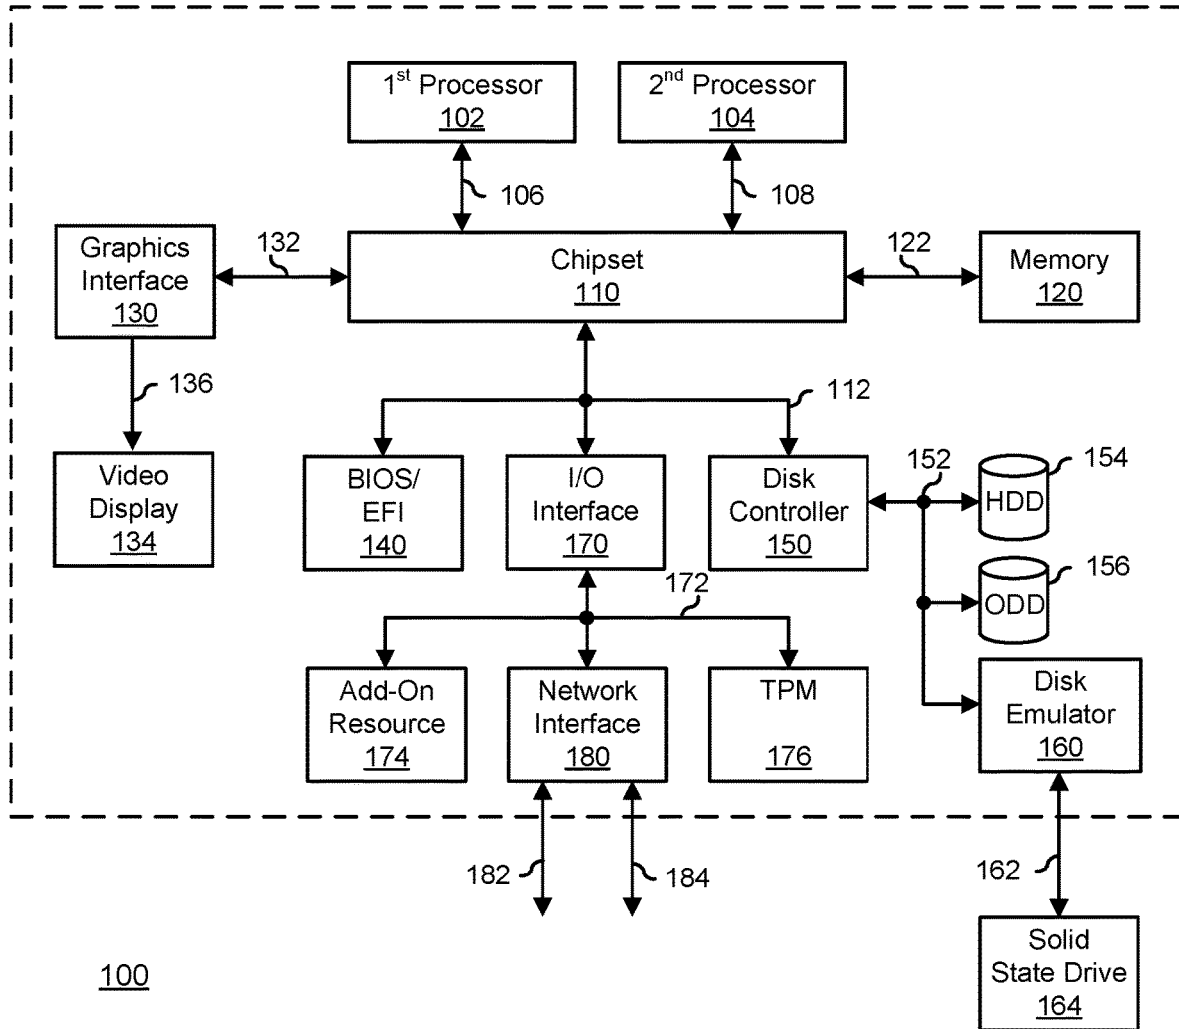 1st Processor
102
2nd Processor
104
106
108
Graphics
Interface
130
132
Chipset
110
122
Memory
120
136
112
Video
Display
134
BIOS/
EFI
140
I/O
Interface
170
Disk
Controller
150
152
HDD
154
ODD
156
172
Add-On
Resource
174
Network
Interface
180
TPM
176
Disk
Emulator
160
182
184
162
100
Solid
State Drive
164